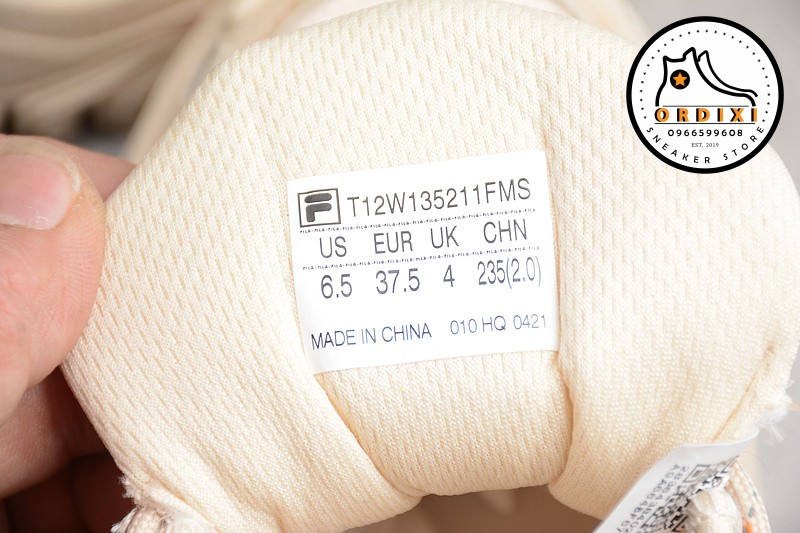 ORDIXI
0966599608
EST. 2019
SNEAKER STORE
T12W135211FMS
US EUR UK CHN
6.5 37.5 4 235(2.0)
MADE IN CHINA 010 HQ 0421